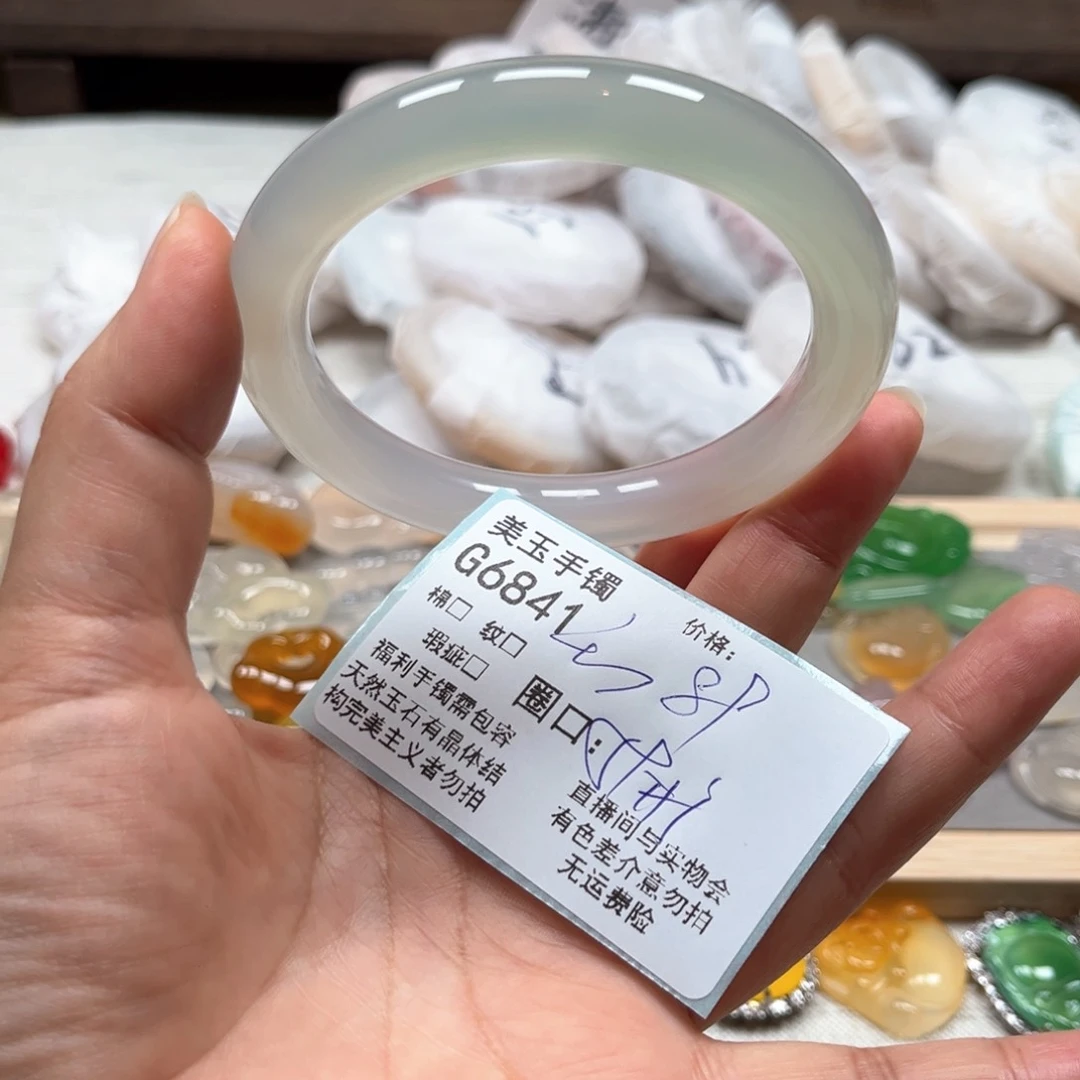 美玉手镯
G6841
价格:
棉□ 纹□
瑕疵□
圈口:
福利手镯需包容
天然玉石有晶体结
构完美主义者勿拍
直播间与实物会
有色差介意勿拍
无运费险